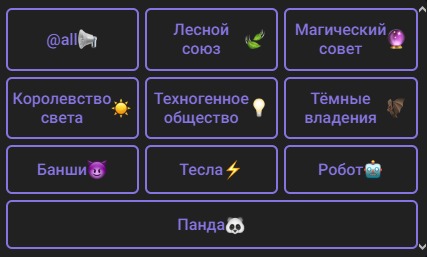 @all📢
Лесной
союз🌿
Магический
совет🔮
Королевство
света☀️
Техногенное
общество💡
Тёмные
владения🦇
Банши😈
Тесла⚡
Робот🤖
Панда🐼